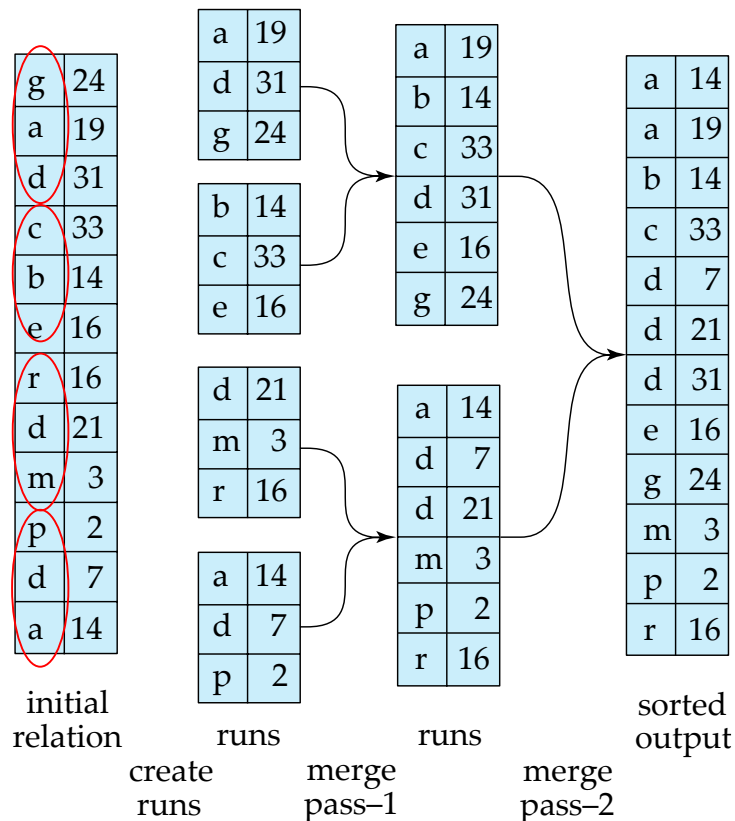 g 24
a 19
d 31
c 33
b 14
e 16
r 16
d 21
m 3
p 2
d 7
a 14
initial
relation
create
runs
a 19
d 31
g 24
b 14
c 33
e 16
d 21
m 3
r 16
a 14
d 7
p 2
runs
merge
pass–1
a 19
b 14
c 33
d 31
e 16
g 24
a 14
d 7
d 21
m 3
p 2
r 16
runs
merge
pass–2
a 14
a 19
b 14
c 33
d 7
d 21
d 31
e 16
g 24
m 3
p 2
r 16
sorted
output